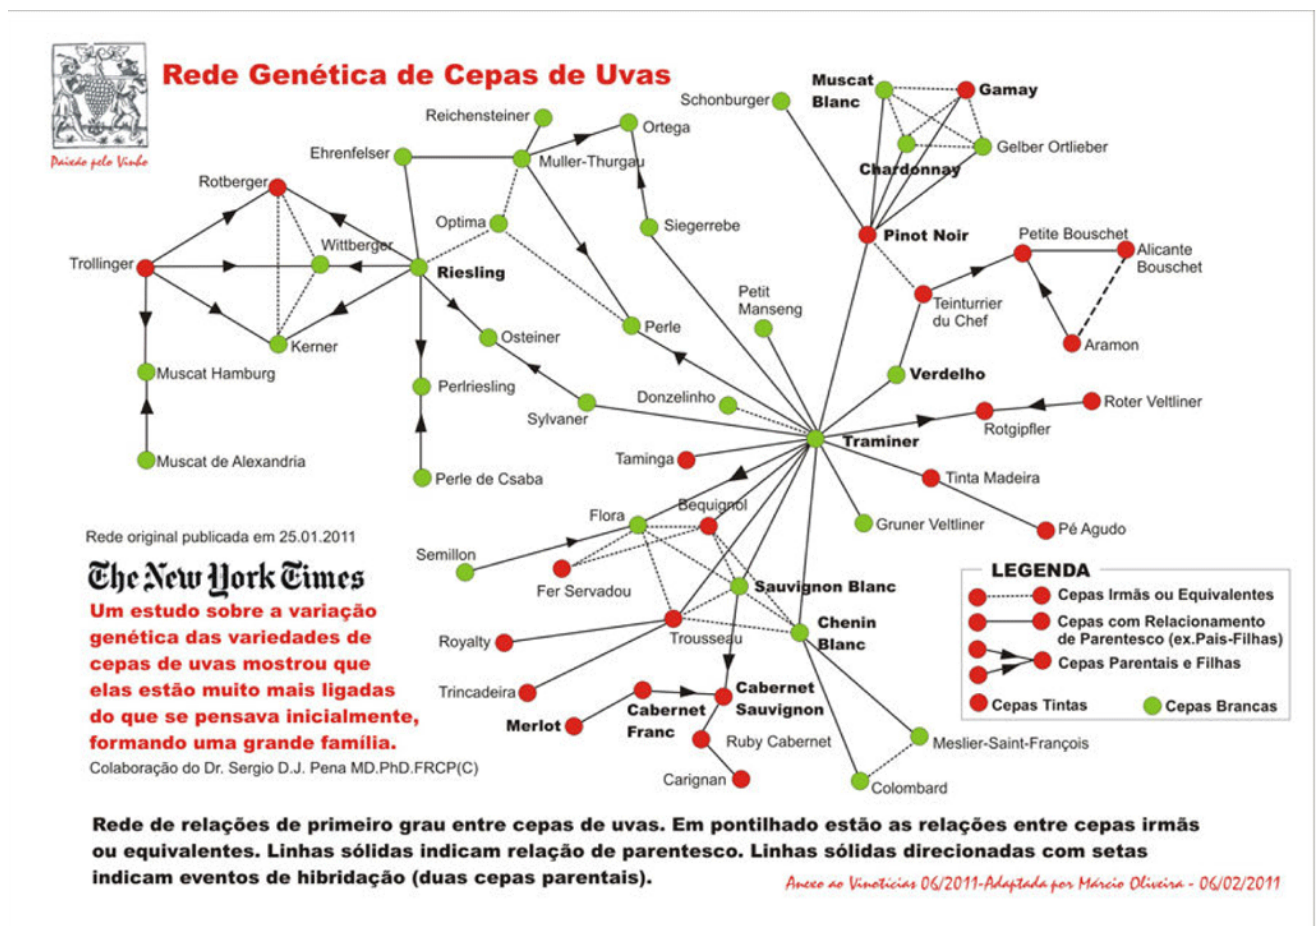 Rede Genética de Cepas de Uvas
Paixão pelo Vinho
Muscat
Blanc
Gamay
Schonburger
Reichensteiner
Ortega
Ehrenfelser
Muller-Thurgau
Chardonnay
Gelber Ortlieber
Rotberger
Optima
Siegerrebe
Pinot Noir
Petite Bouschet
Alicante
Bouschet
Wittberger
Trollinger
Riesling
Petit
Manseng
Teinturrier
du Chef
Perle
Osteiner
Kerner
Aramon
Muscat Hamburg
Perlriesling
Verdelho
Donzelinho
Roter Veltliner
Sylvaner
Rotgipfler
Traminer
Muscat de Alexandria
Taminga
Perle de Csaba
Tinta Madeira
Bequignol
Flora
Gruner Veltliner
Pé Agudo
Rede original publicada em 25.01.2011
Semillon
The New York Times
Fer Servadou
Sauvignon Blanc
LEGENDA
Cepas Irmãs ou Equivalentes
Cepas com Relacionamento
de Parentesco (ex.Pais-Filhas)
Cepas Parentais e Filhas
Cepas Tintas
Cepas Brancas
Um estudo sobre a variação
genética das variedades de
cepas de uvas mostrou que
elas estão muito mais ligadas
do que se pensava inicialmente,
formando uma grande família.
Chenin
Blanc
Royalty
Trousseau
Trincadeira
Cabernet
Sauvignon
Merlot
Cabernet
Franc
Ruby Cabernet
Meslier-Saint-François
Carignan
Colombard
Colaboração do Dr. Sergio D.J. Pena MD.PhD.FRCP(C)
Rede de relações de primeiro grau entre cepas de uvas. Em pontilhado estão as relações entre cepas irmãs
ou equivalentes. Linhas sólidas indicam relação de parentesco. Linhas sólidas direcionadas com setas
indicam eventos de hibridação (duas cepas parentais).
Anexo ao Vinotícias 06/2011-Adaptada por Márcio Oliveira - 06/02/2011